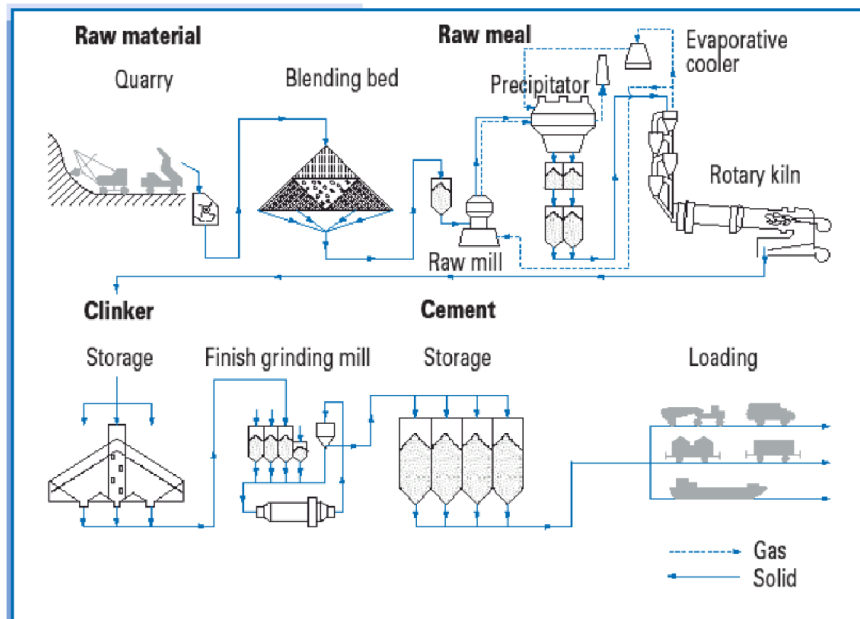 Raw material
Raw meal
Evaporative
cooler
Quarry
Blending bed
Precipitator
Rotary kiln
Raw mill
Clinker
Cement
Storage
Finish grinding mill
Storage
Loading
Gas
Solid